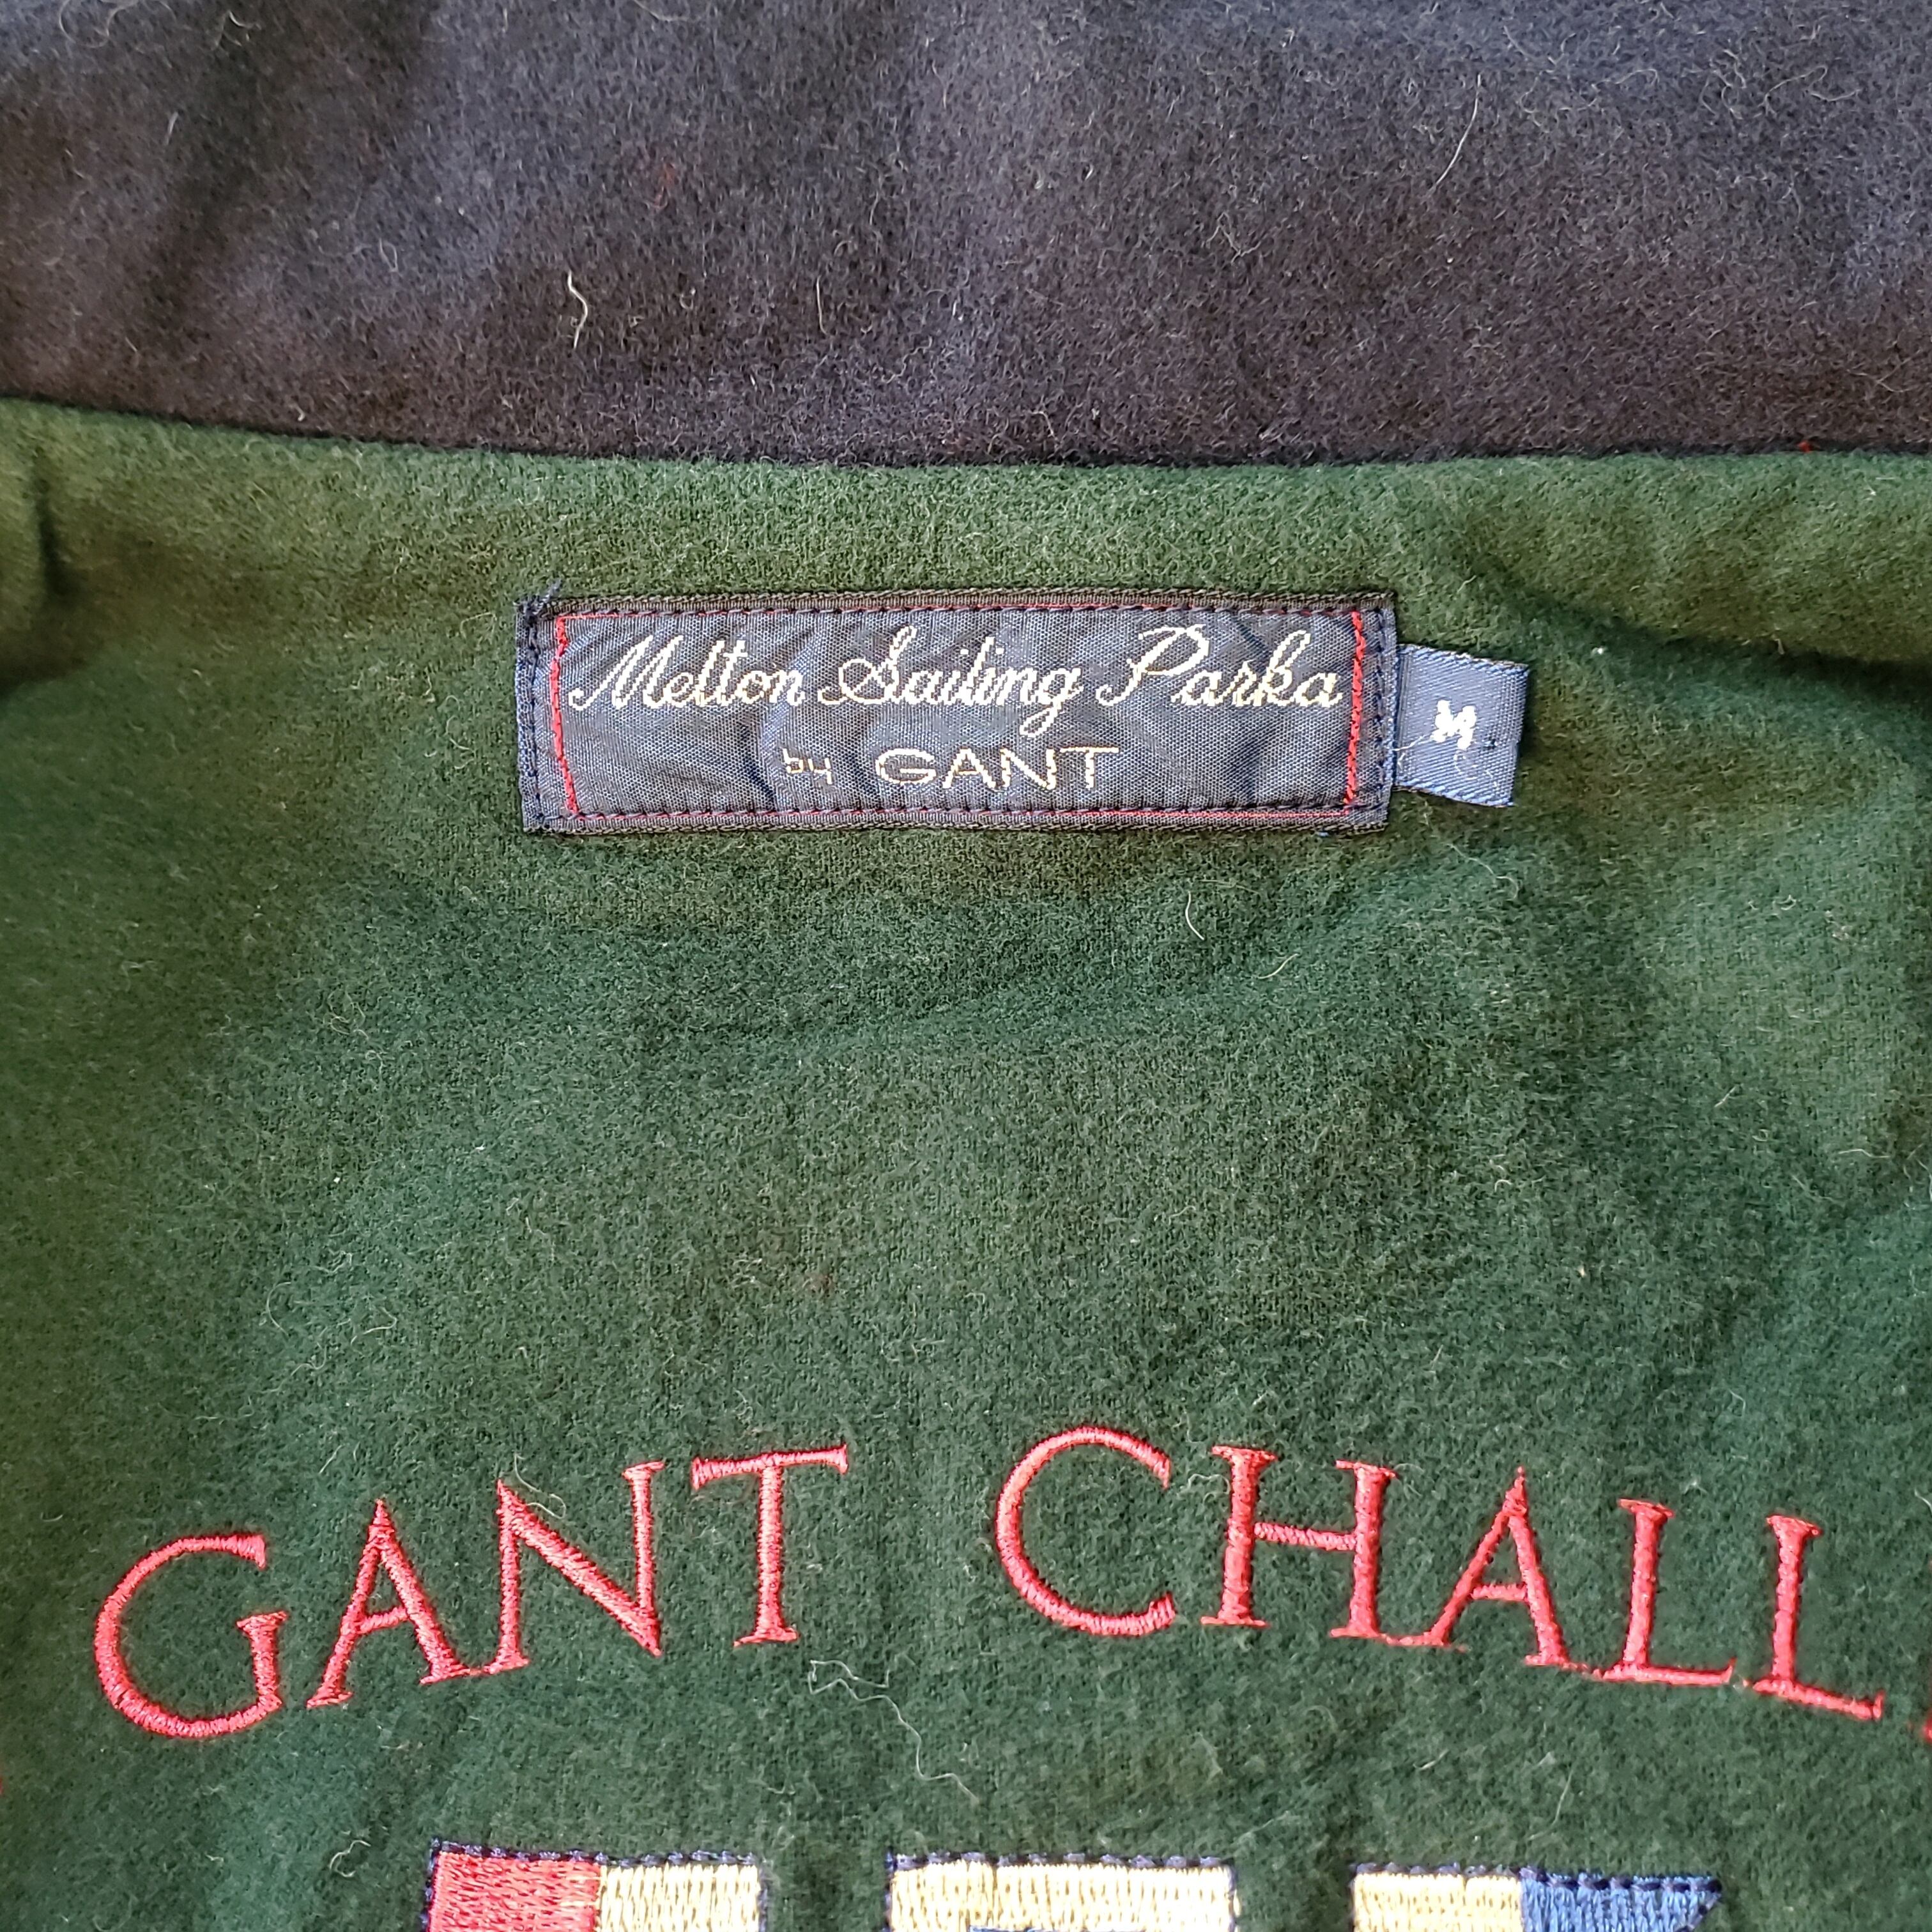 Melton Sailing Parka
by GANT
M
GANT CHALL